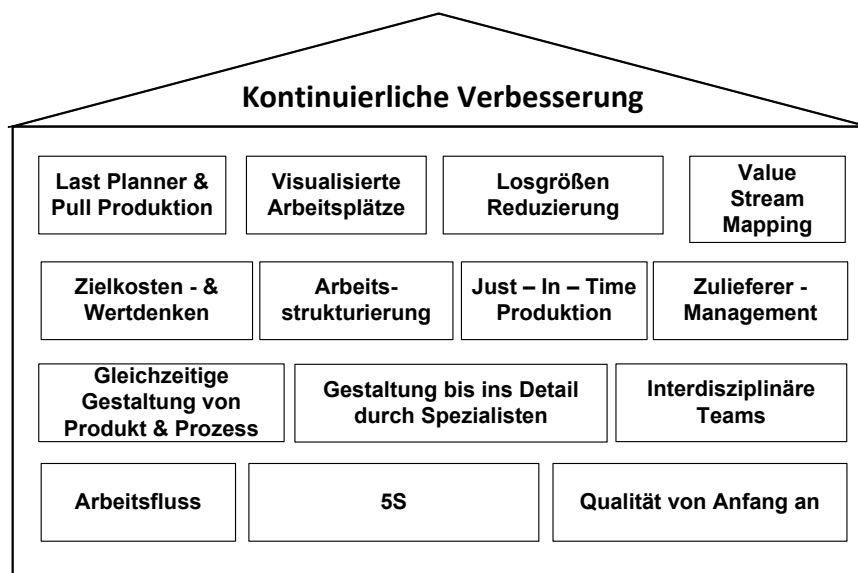 Kontinuierliche Verbesserung
Last Planner &
Pull Produktion
Visualisierte
Arbeitsplätze
Losgrößen
Reduzierung
Value
Stream
Mapping
Zielkosten - &
Wertdenken
Arbeits-
strukturierung
Just – In – Time
Produktion
Zulieferer -
Management
Gleichzeitige
Gestaltung von
Produkt & Prozess
Gestaltung bis ins Detail
durch Spezialisten
Interdisziplinäre
Teams
Arbeitsfluss
5S
Qualität von Anfang an